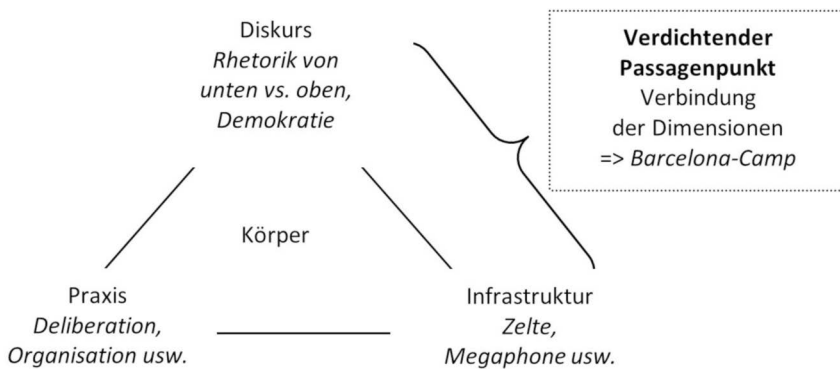 Diskurs
Rhetorik von
unten vs. oben,
Demokratie
Verdichtender
Passagenpunkt
Verbindung
der Dimensionen
=> Barcelona-Camp
Körper
Praxis
Deliberation,
Organisation usw.
Infrastruktur
Zelte,
Megaphone usw.